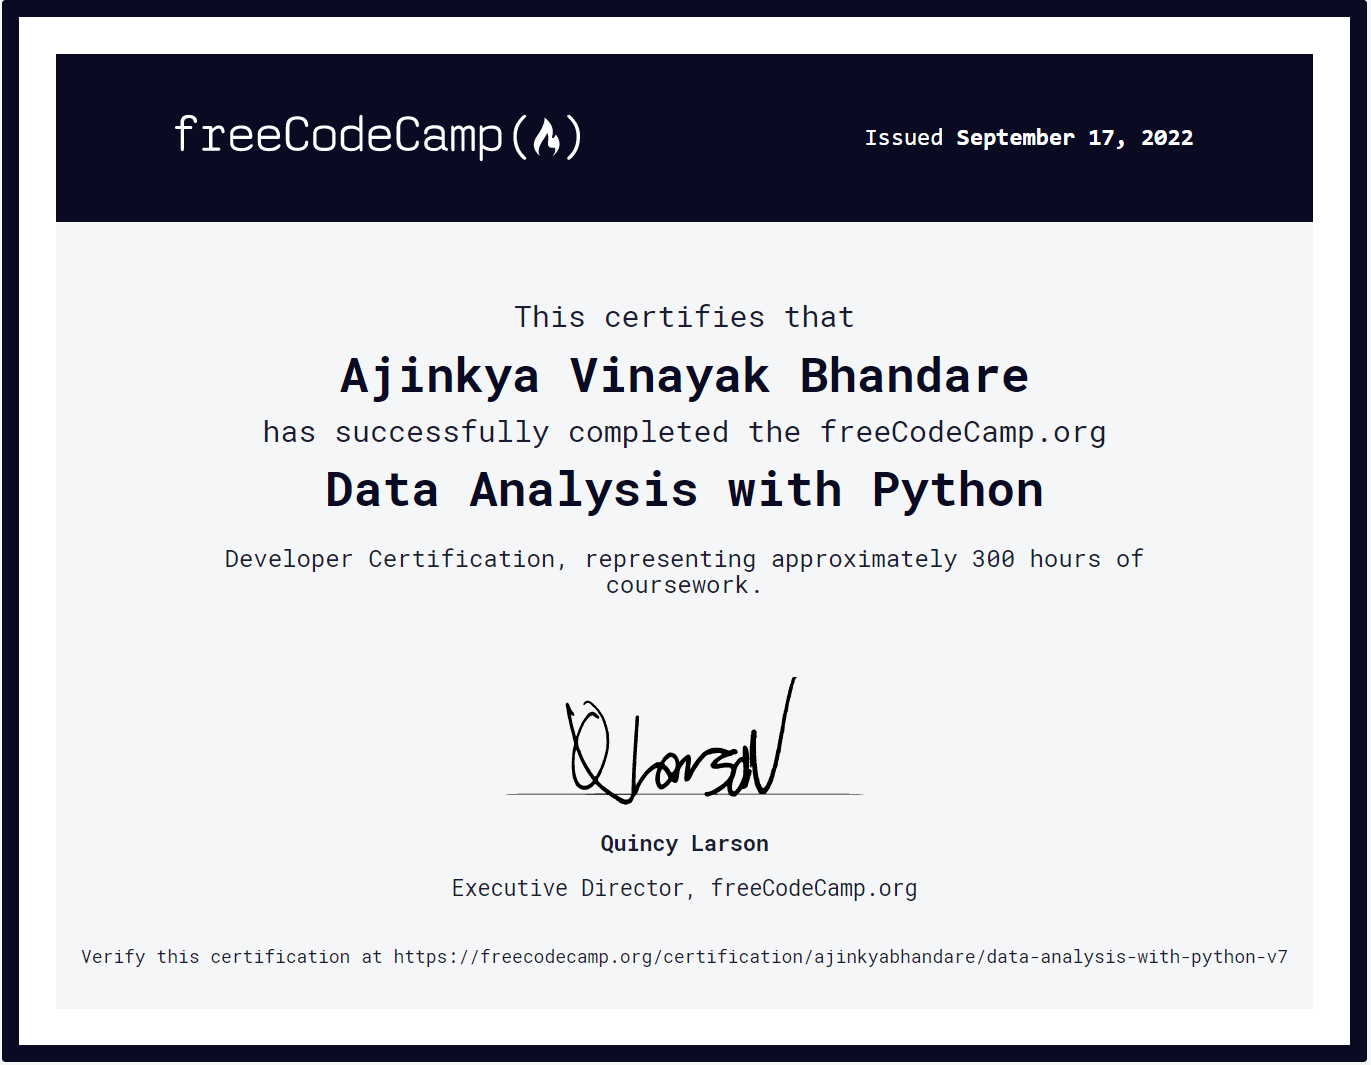 freeCodeCamp
Issued September 17, 2022
This certifies that
Ajinkya Vinayak Bhandare
has successfully completed the freeCodeCamp.org
Data Analysis with Python
Developer Certification, representing approximately 300 hours of
coursework.
QLarson
Quincy Larson
Executive Director, freeCodeCamp.org
Verify this certification at https://freecodecamp.org/certification/ajinkyabhandare/data-analysis-with-python-v7